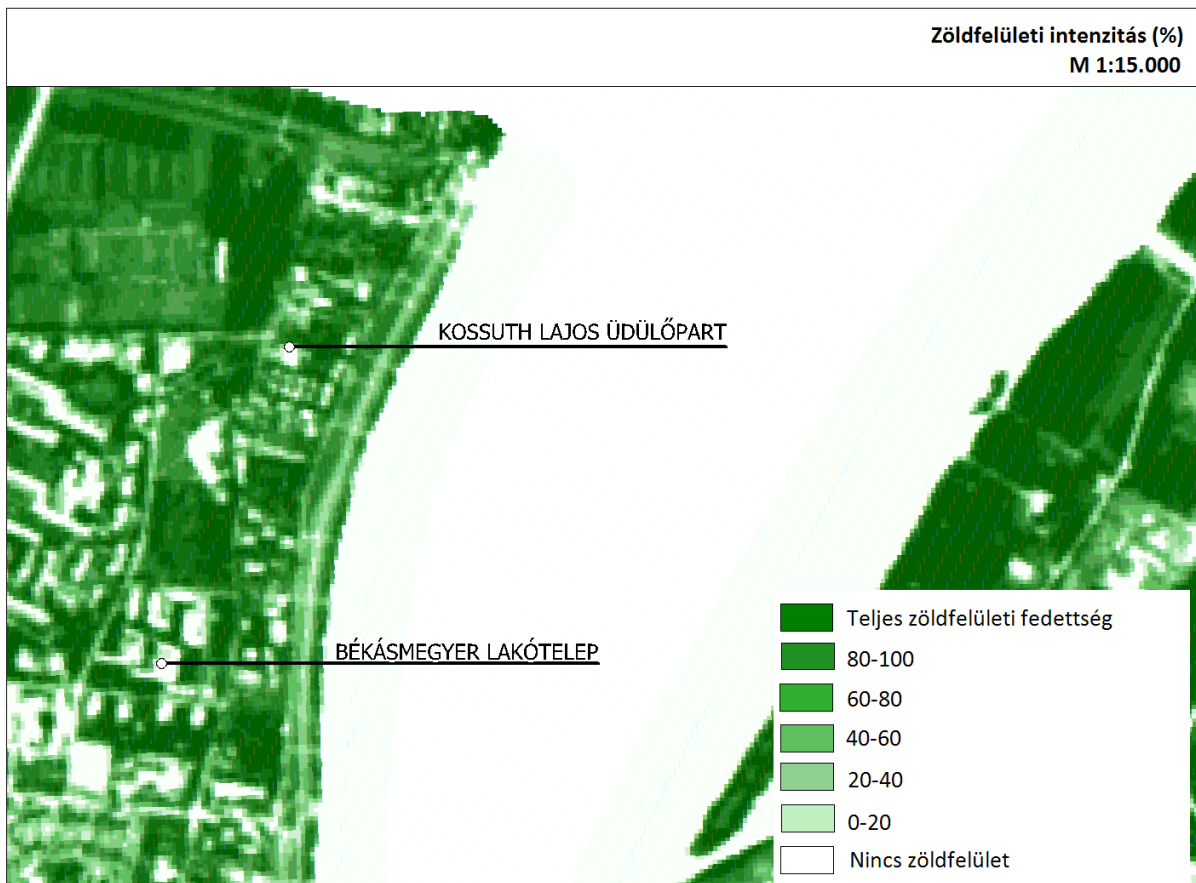 Zöldfelületi intenzitás (%)
M 1:15.000
KOSSUTH LAJOS ÜDÜLŐPART
BÉKÁSMEGYER LAKÓTELEP
Teljes zöldfelületi fedettség
80-100
60-80
40-60
20-40
0-20
Nincs zöldfelület